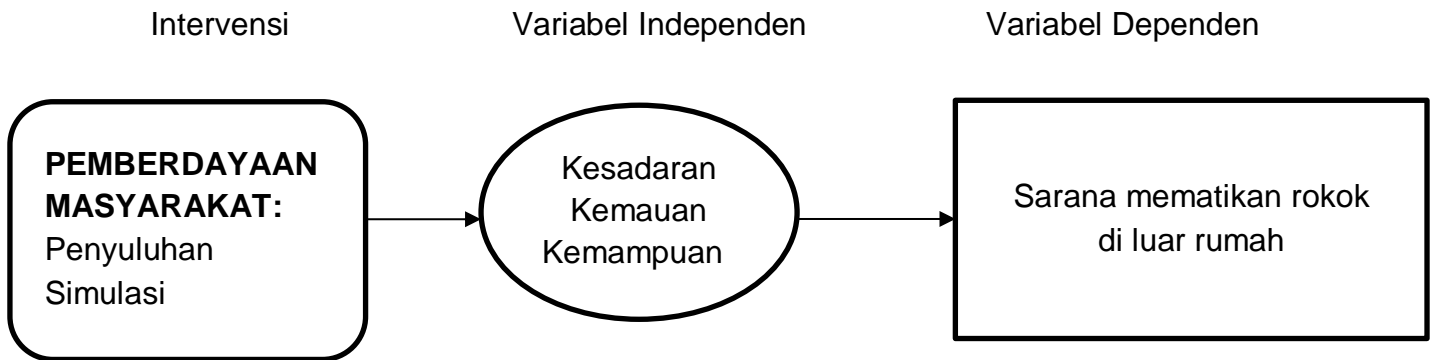 Intervensi
Variabel Independen
Variabel Dependen
PEMBERDAYAAN
MASYARAKAT:
Penyuluhan
Simulasi
Kesadaran
Kemauan
Kemampuan
Sarana mematikan rokok
di luar rumah